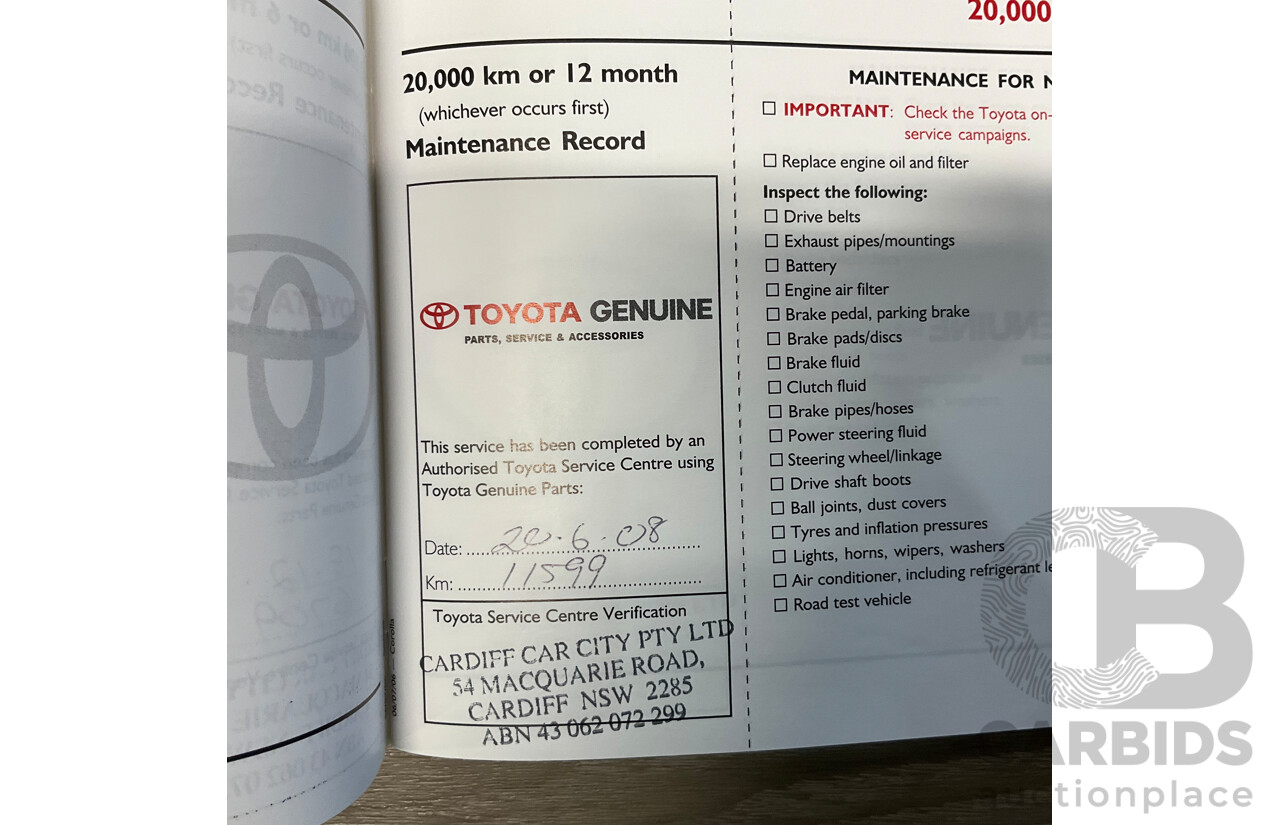 20,000
20,000 km or 12 month
(whichever occurs first)
Maintenance Record
TOYOTA GENUINE
PARTS, SERVICE & ACCESSORIES
This service has been completed by an
Authorised Toyota Service Centre using
Toyota Genuine Parts:
Date: 20.6.08
Km: 11599
Toyota Service Centre Verification
CARDIFF CAR CITY PTY LTD
54 MACQUARIE ROAD,
CARDIFF NSW 2285
ABN 43 062 072 299
Corolla
MAINTENANCE FOR N
IMPORTANT: Check the Toyota on-
service campaigns.
Replace engine oil and filter
Inspect the following:
Drive belts
Exhaust pipes/mountings
Battery
Engine air filter
Brake pedal, parking brake
Brake pads/discs
Brake fluid
Clutch fluid
Brake pipes/hoses
Power steering fluid
Steering wheel/linkage
Drive shaft boots
Ball joints, dust covers
Tyres and inflation pressures
Lights, horns, wipers, washers
Air conditioner, including refrigerant le
Road test vehicle
CB
CARBIDS
auctionplace